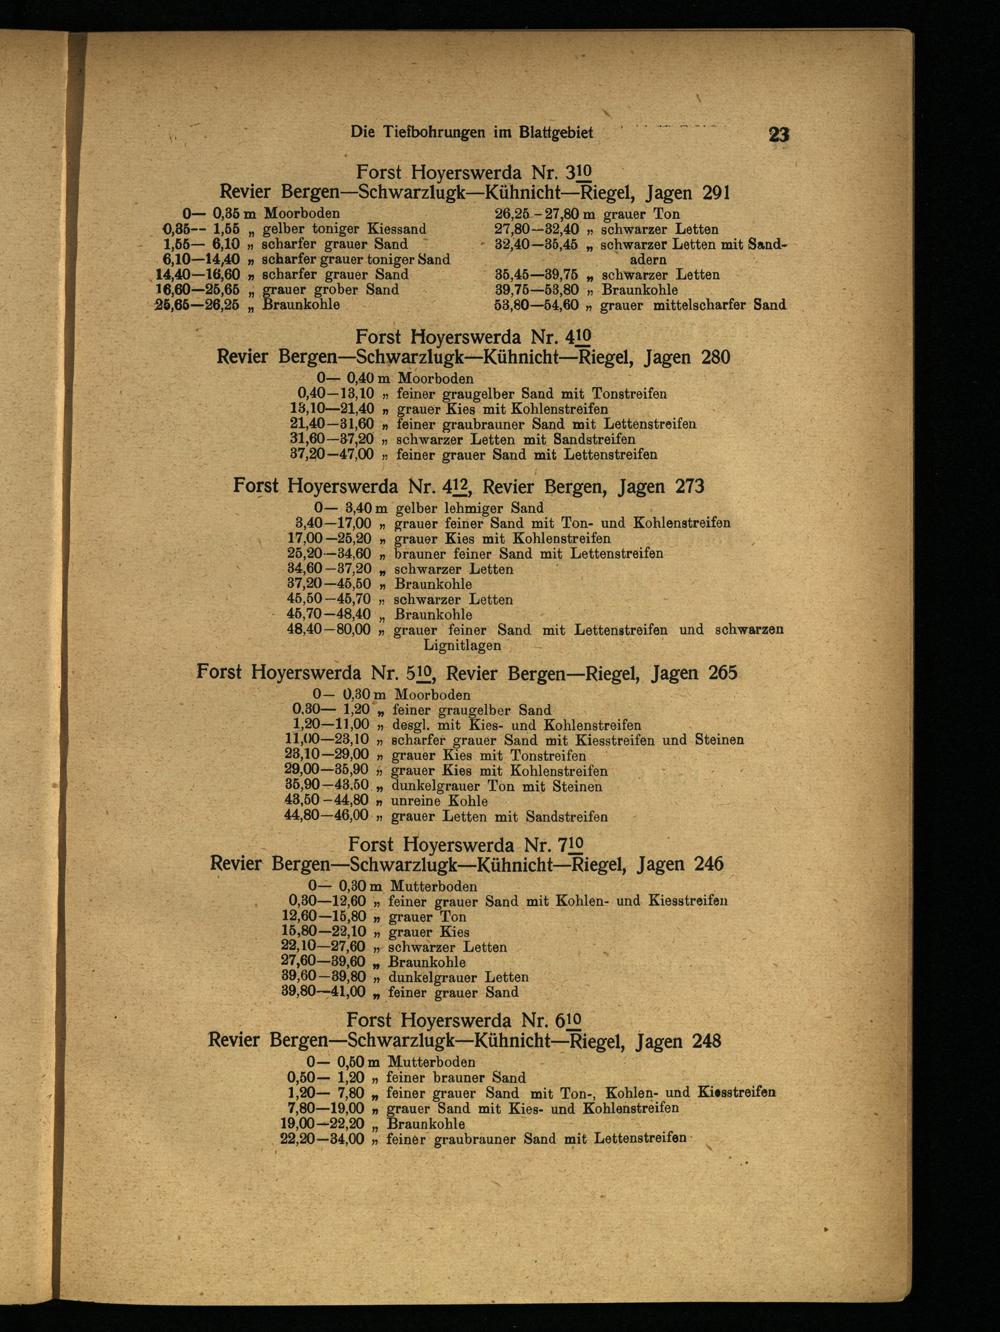 Die Tiefbohrungen im Blattgebiet 23
Forst Hoyerswerda Nr. 310
Revier Bergen—Schwarzlugk—Kühnicht—Riegel, Jagen 291
0— 0,35 m Moorboden
0,35-- 1,55 „ gelber toniger Kiessand
1,55— 6,10 „ scharfer grauer Sand
6,10—14,40 „ scharfer grauer toniger Sand
14,40—16,60 „ scharfer grauer Sand
16,60—25,65 „ grauer grober Sand
25,65—26,25 „ Braunkohle
26,25-27,80 m grauer Ton
27,80—32,40 „ schwarzer Letten
32,40—35,45 „ schwarzer Letten mit Sand-
adern
35,45—39,75 „ schwarzer Letten
39,75—53,80 „ Braunkohle
53,80—54,60 „ grauer mittelscharfer Sand
Forst Hoyerswerda Nr. 410
Revier Bergen—Schwarzlugk—Kühnicht—Riegel, Jagen 280
0— 0,40 m Moorboden
0,40—13,10 „ feiner graugelber Sand mit Tonstreifen
13,10—21,40 „ grauer Kies mit Kohlenstreifen
21,40—31,60 „ feiner graubrauner Sand mit Lettenstreifen
31,60—37,20 „ schwarzer Letten mit Sandstreifen
37,20—47,00 „ feiner grauer Sand mit Lettenstreifen
Forst Hoyerswerda Nr. 412, Revier Bergen, Jagen 273
0— 3,40 m gelber lehmiger Sand
3,40—17,00 „ grauer feiner Sand mit Ton- und Kohlenstreifen
17,00—25,20 „ grauer Kies mit Kohlenstreifen
25,20—34,60 „ brauner feiner Sand mit Lettenstreifen
34,60—37,20 „ schwarzer Letten
37,20—45,50 „ Braunkohle
45,50—45,70 „ schwarzer Letten
45,70—48,40 „ Braunkohle
48,40—80,00 „ grauer feiner Sand mit Lettenstreifen und schwarzen
Lignitlagen
Forst Hoyerswerda Nr. 510, Revier Bergen—Riegel, Jagen 265
0— 0,30 m Moorboden
0,30— 1,20 „ feiner graugelber Sand
1,20—11,00 „ desgl. mit Kies- und Kohlenstreifen
11,00—23,10 „ scharfer grauer Sand mit Kiesstreifen und Steinen
23,10—29,00 „ grauer Kies mit Tonstreifen
29,00—35,90 „ grauer Kies mit Kohlenstreifen
35,90—43,50 „ dunkelgrauer Ton mit Steinen
43,50—44,80 „ unreine Kohle
44,80—46,00 „ grauer Letten mit Sandstreifen
Forst Hoyerswerda Nr. 710
Revier Bergen—Schwarzlugk—Kühnicht—Riegel, Jagen 246
0— 0,30 m Mutterboden
0,30—12,60 „ feiner grauer Sand mit Kohlen- und Kiesstreifen
12,60—15,80 „ grauer Ton
15,80—22,10 „ grauer Kies
22,10—27,60 „ schwarzer Letten
27,60—39,60 „ Braunkohle
39,60—39,80 „ dunkelgrauer Letten
39,80—41,00 „ feiner grauer Sand
Forst Hoyerswerda Nr. 610
Revier Bergen—Schwarzlugk—Kühnicht—Riegel, Jagen 248
0— 0,50 m Mutterboden
0,50— 1,20 „ feiner brauner Sand
1,20— 7,80 „ feiner grauer Sand mit Ton-, Kohlen- und Kiesstreifen
7,80—19,00 „ grauer Sand mit Kies- und Kohlenstreifen
19,00—22,20 „ Braunkohle
22,20—34,00 „ feiner graubrauner Sand mit Lettenstreifen